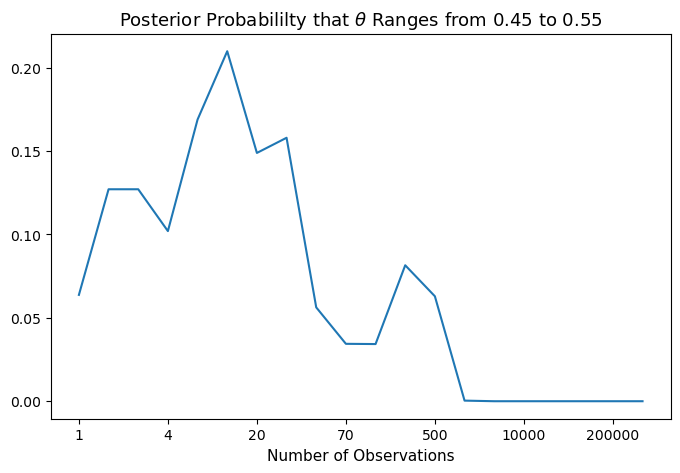 Posterior Probabililty that θ Ranges from 0.45 to 0.55
0.20
0.15
0.10
0.05
0.00
1 4 20 70 500 10000 200000
Number of Observations